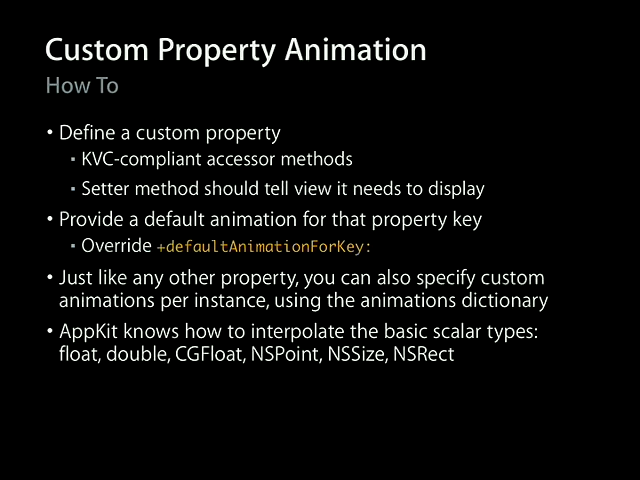 Custom Property Animation
How To
• Define a custom property
▪ KVC-compliant accessor methods
▪ Setter method should tell view it needs to display
• Provide a default animation for that property key
▪ Override +defaultAnimationForKey:
• Just like any other property, you can also specify custom
animations per instance, using the animations dictionary
• AppKit knows how to interpolate the basic scalar types:
float, double, CGFloat, NSPoint, NSSize, NSRect